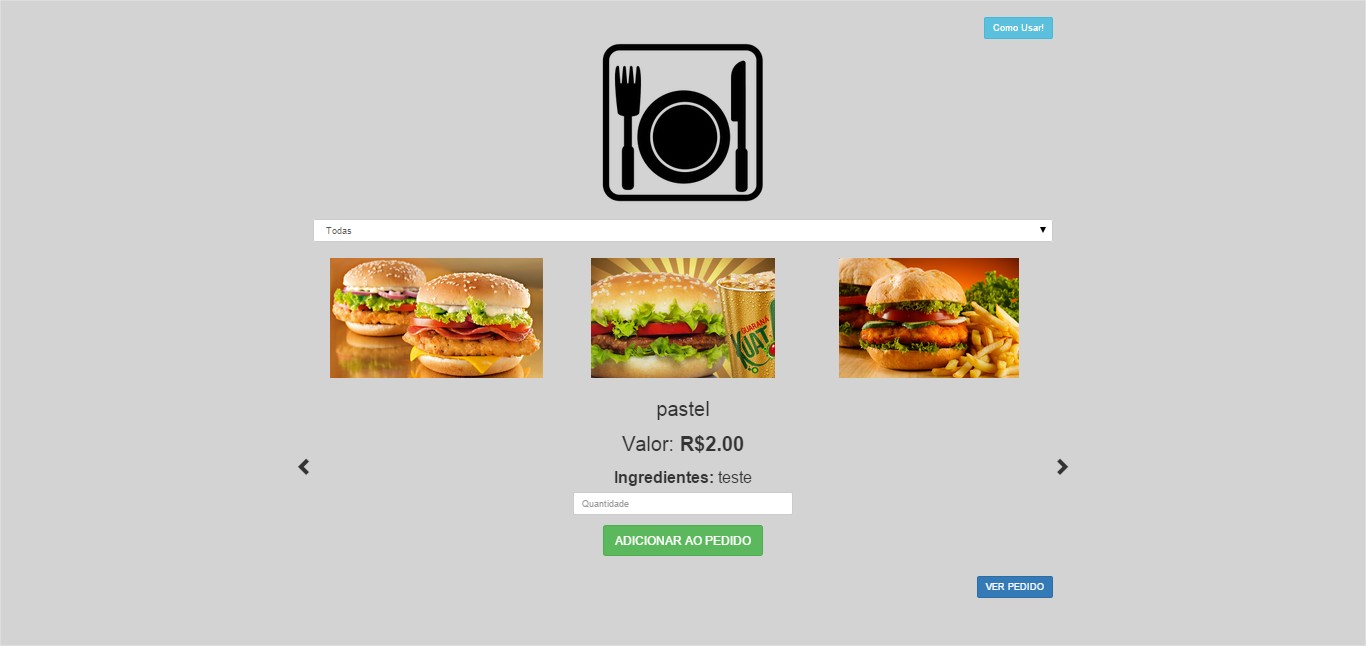 Como Usar!
Todas
GUARANÁ
KUAT
pastel
Valor: R$2.00
Ingredientes: teste
Quantidade
ADICIONAR AO PEDIDO
VER PEDIDO